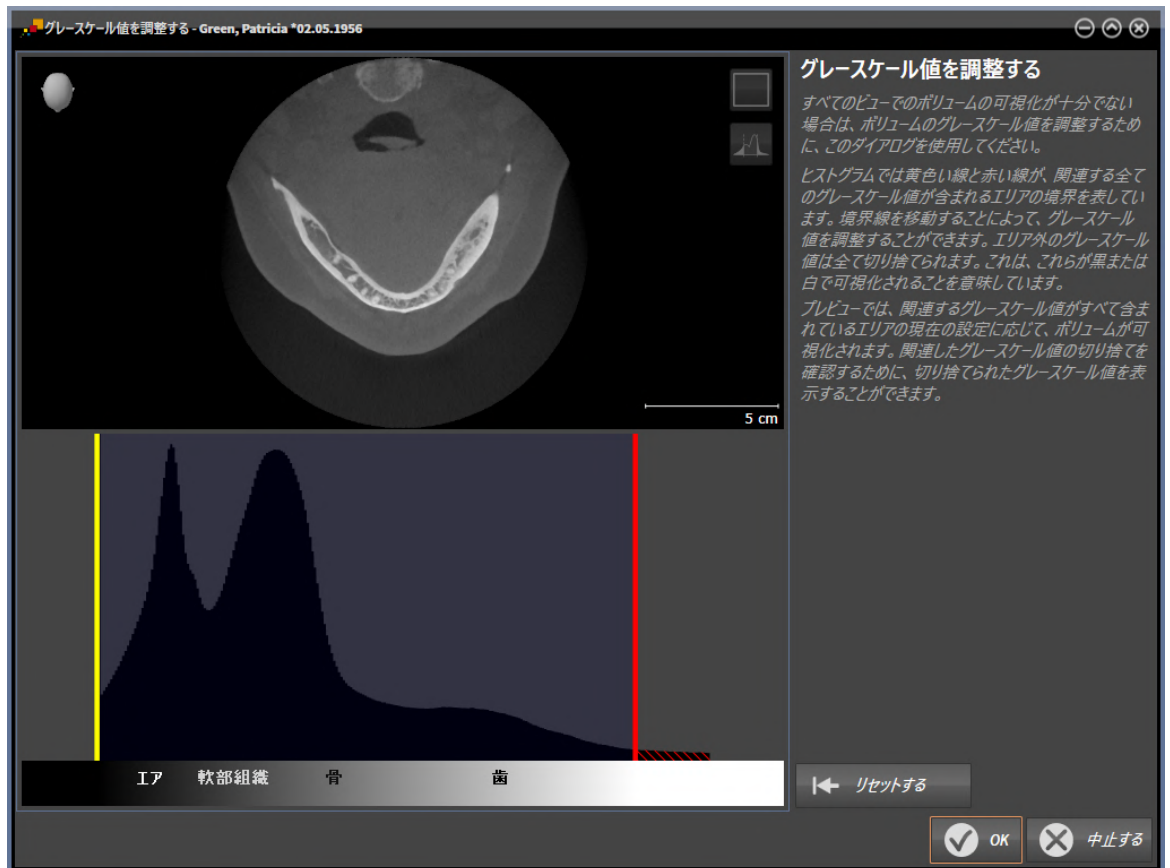 グレースケール値を調整する - Green, Patricia *02.05.1956
5 cm
エア 軟部組織 骨 歯
グレースケール値を調整する
すべてのビューでのボリュームの可視化が十分でない
場合は、ボリュームのグレースケール値を調整するため
に、このダイアログを使用してください。
ヒストグラムでは黄色い線と赤い線が、関連する全て
のグレースケール値が含まれるエリアの境界を表してい
ます。境界線を移動することによって、グレースケール
値を調整することができます。エリア外のグレースケール
値は全て切り捨てられます。これは、これらが黒または
白で可視化されることを意味しています。
プレビューでは、関連するグレースケール値がすべて含ま
れているエリアの現在の設定に応じて、ボリュームが可
視化されます。関連したグレースケール値の切り捨てを
確認するために、切り捨てられたグレースケール値を表
示することができます。
リセットする
OK 中止する